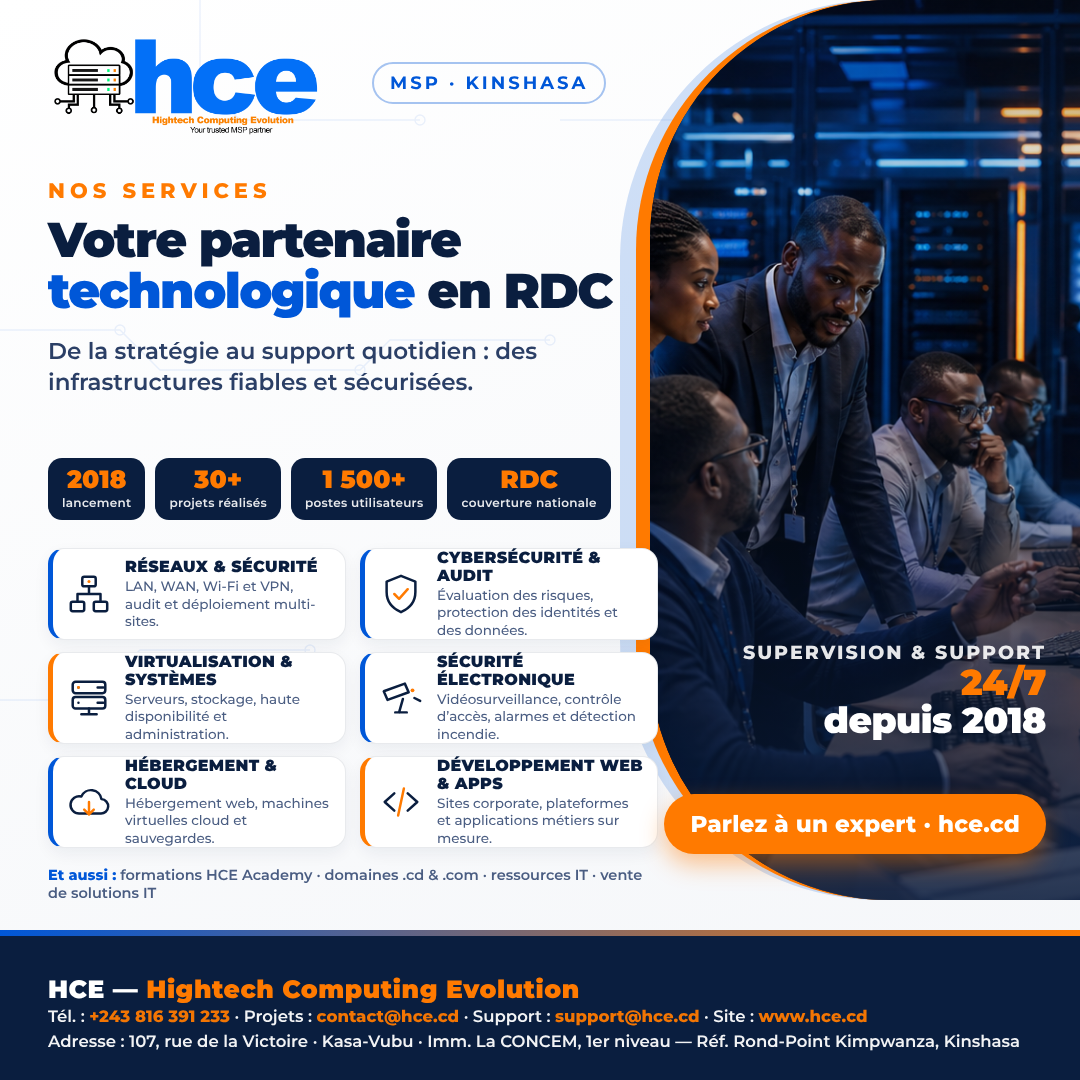 hce
Hightech Computing Evolution
Your trusted MSP partner
MSP · KINSHASA
NOS SERVICES
Votre partenaire
technologique en RDC
De la stratégie au support quotidien : des
infrastructures fiables et sécurisées.
2018
lancement
30+
projets réalisés
1 500+
postes utilisateurs
RDC
couverture nationale
RÉSEAUX & SÉCURITÉ
LAN, WAN, Wi-Fi et VPN,
audit et déploiement multi-
sites.
CYBERSÉCURITÉ &
AUDIT
Évaluation des risques,
protection des identités et
des données.
VIRTUALISATION &
SYSTÈMES
Serveurs, stockage, haute
disponibilité et
administration.
SÉCURITÉ
ÉLECTRONIQUE
Vidéosurveillance, contrôle
d'accès, alarmes et détection
incendie.
HÉBERGEMENT &
CLOUD
Hébergement web, machines
virtuelles cloud et
sauvegardes.
DÉVELOPPEMENT WEB
& APPS
Sites corporate, plateformes
et applications métiers sur
mesure.
Et aussi : formations HCE Academy · domaines .cd & .com · ressources IT · vente
de solutions IT
SUPERVISION & SUPPORT
24/7
depuis 2018
Parlez à un expert · hce.cd
HCE — Hightech Computing Evolution
Tél. : +243 816 391 233 · Projets : contact@hce.cd · Support : support@hce.cd · Site : www.hce.cd
Adresse : 107, rue de la Victoire · Kasa-Vubu · Imm. La CONCEM, 1er niveau — Réf. Rond-Point Kimpwanza, Kinshasa